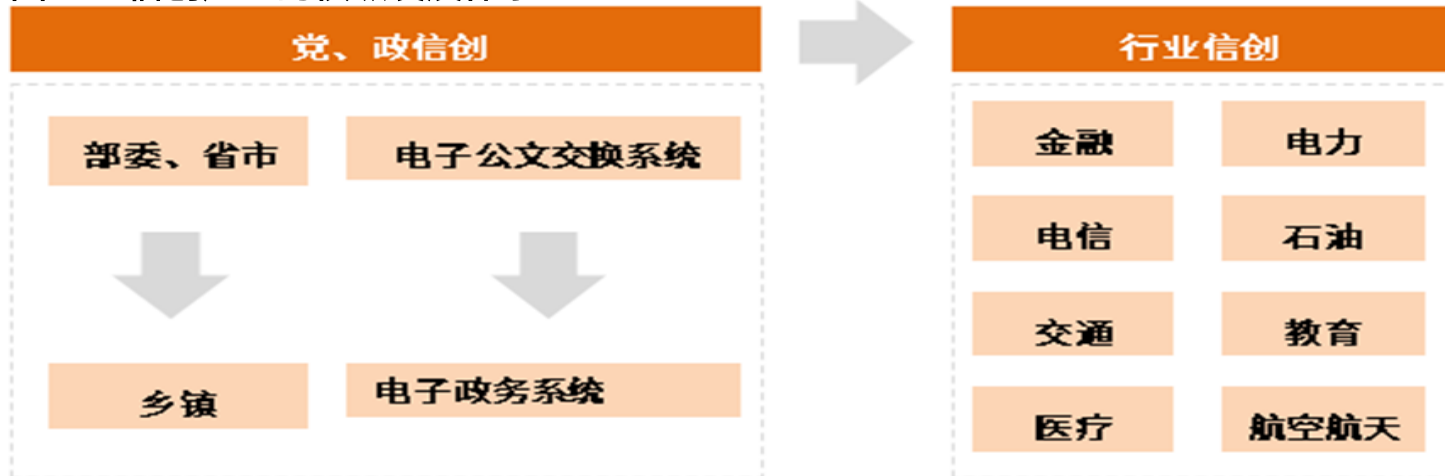 党、政信创
行业信创
部委、省市
电子公文交换系统
乡镇
电子政务系统
金融
电力
电信
石油
交通
教育
医疗
航空航天